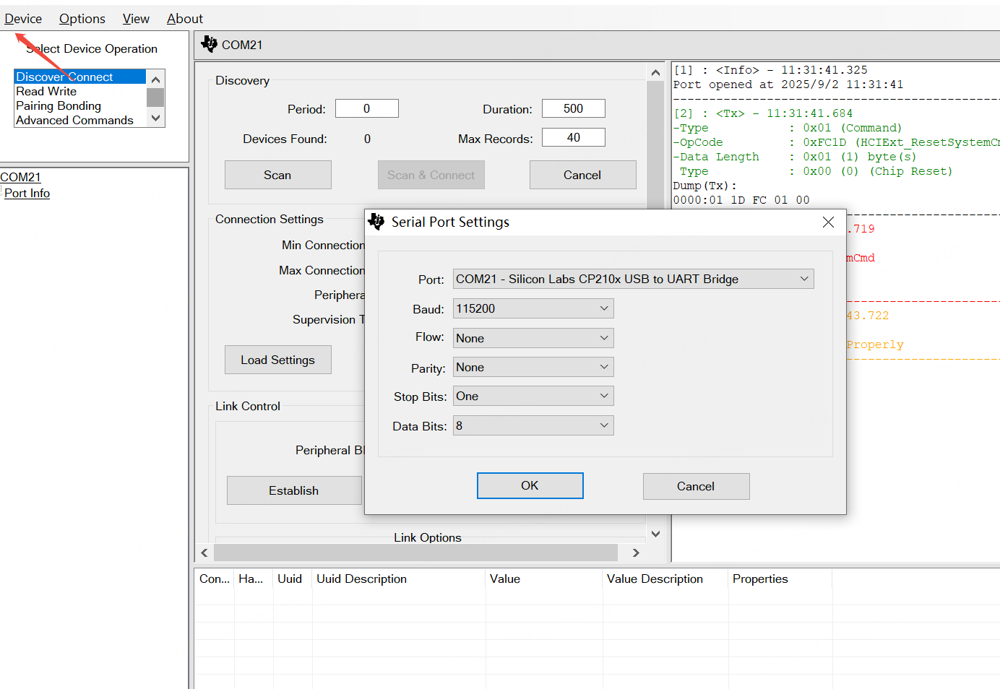 Device Options View About
Select Device Operation
Discover Connect
Read Write
Pairing Bonding
Advanced Commands
COM21
Port Info
COM21
Discovery
Period: 0 Duration: 500
Devices Found: 0 Max Records: 40
Scan Scan & Connect Cancel
Connection Settings
Min Connection
Max Connection
Periphera
Supervision T
Load Settings
Link Control
Peripheral B
Establish
Link Options
[1] : <Info> - 11:31:41.325
Port opened at 2025/9/2 11:31:41
[2] : <Tx> - 11:31:41.684
-Type : 0x01 (Command)
-OpCode : 0xFC1D (HCIExt_ResetSystemCm
-Data Length : 0x01 (1) byte(s)
Type : 0x00 (0) (Chip Reset)
Dump(Tx):
0000:01 1D FC 01 00
.719
mCmd
43.722
Properly
Serial Port Settings
Port: COM21 - Silicon Labs CP210x USB to UART Bridge
Baud: 115200
Flow: None
Parity: None
Stop Bits: One
Data Bits: 8
OK Cancel
Con... Ha... Uuid Uuid Description Value Value Description Properties